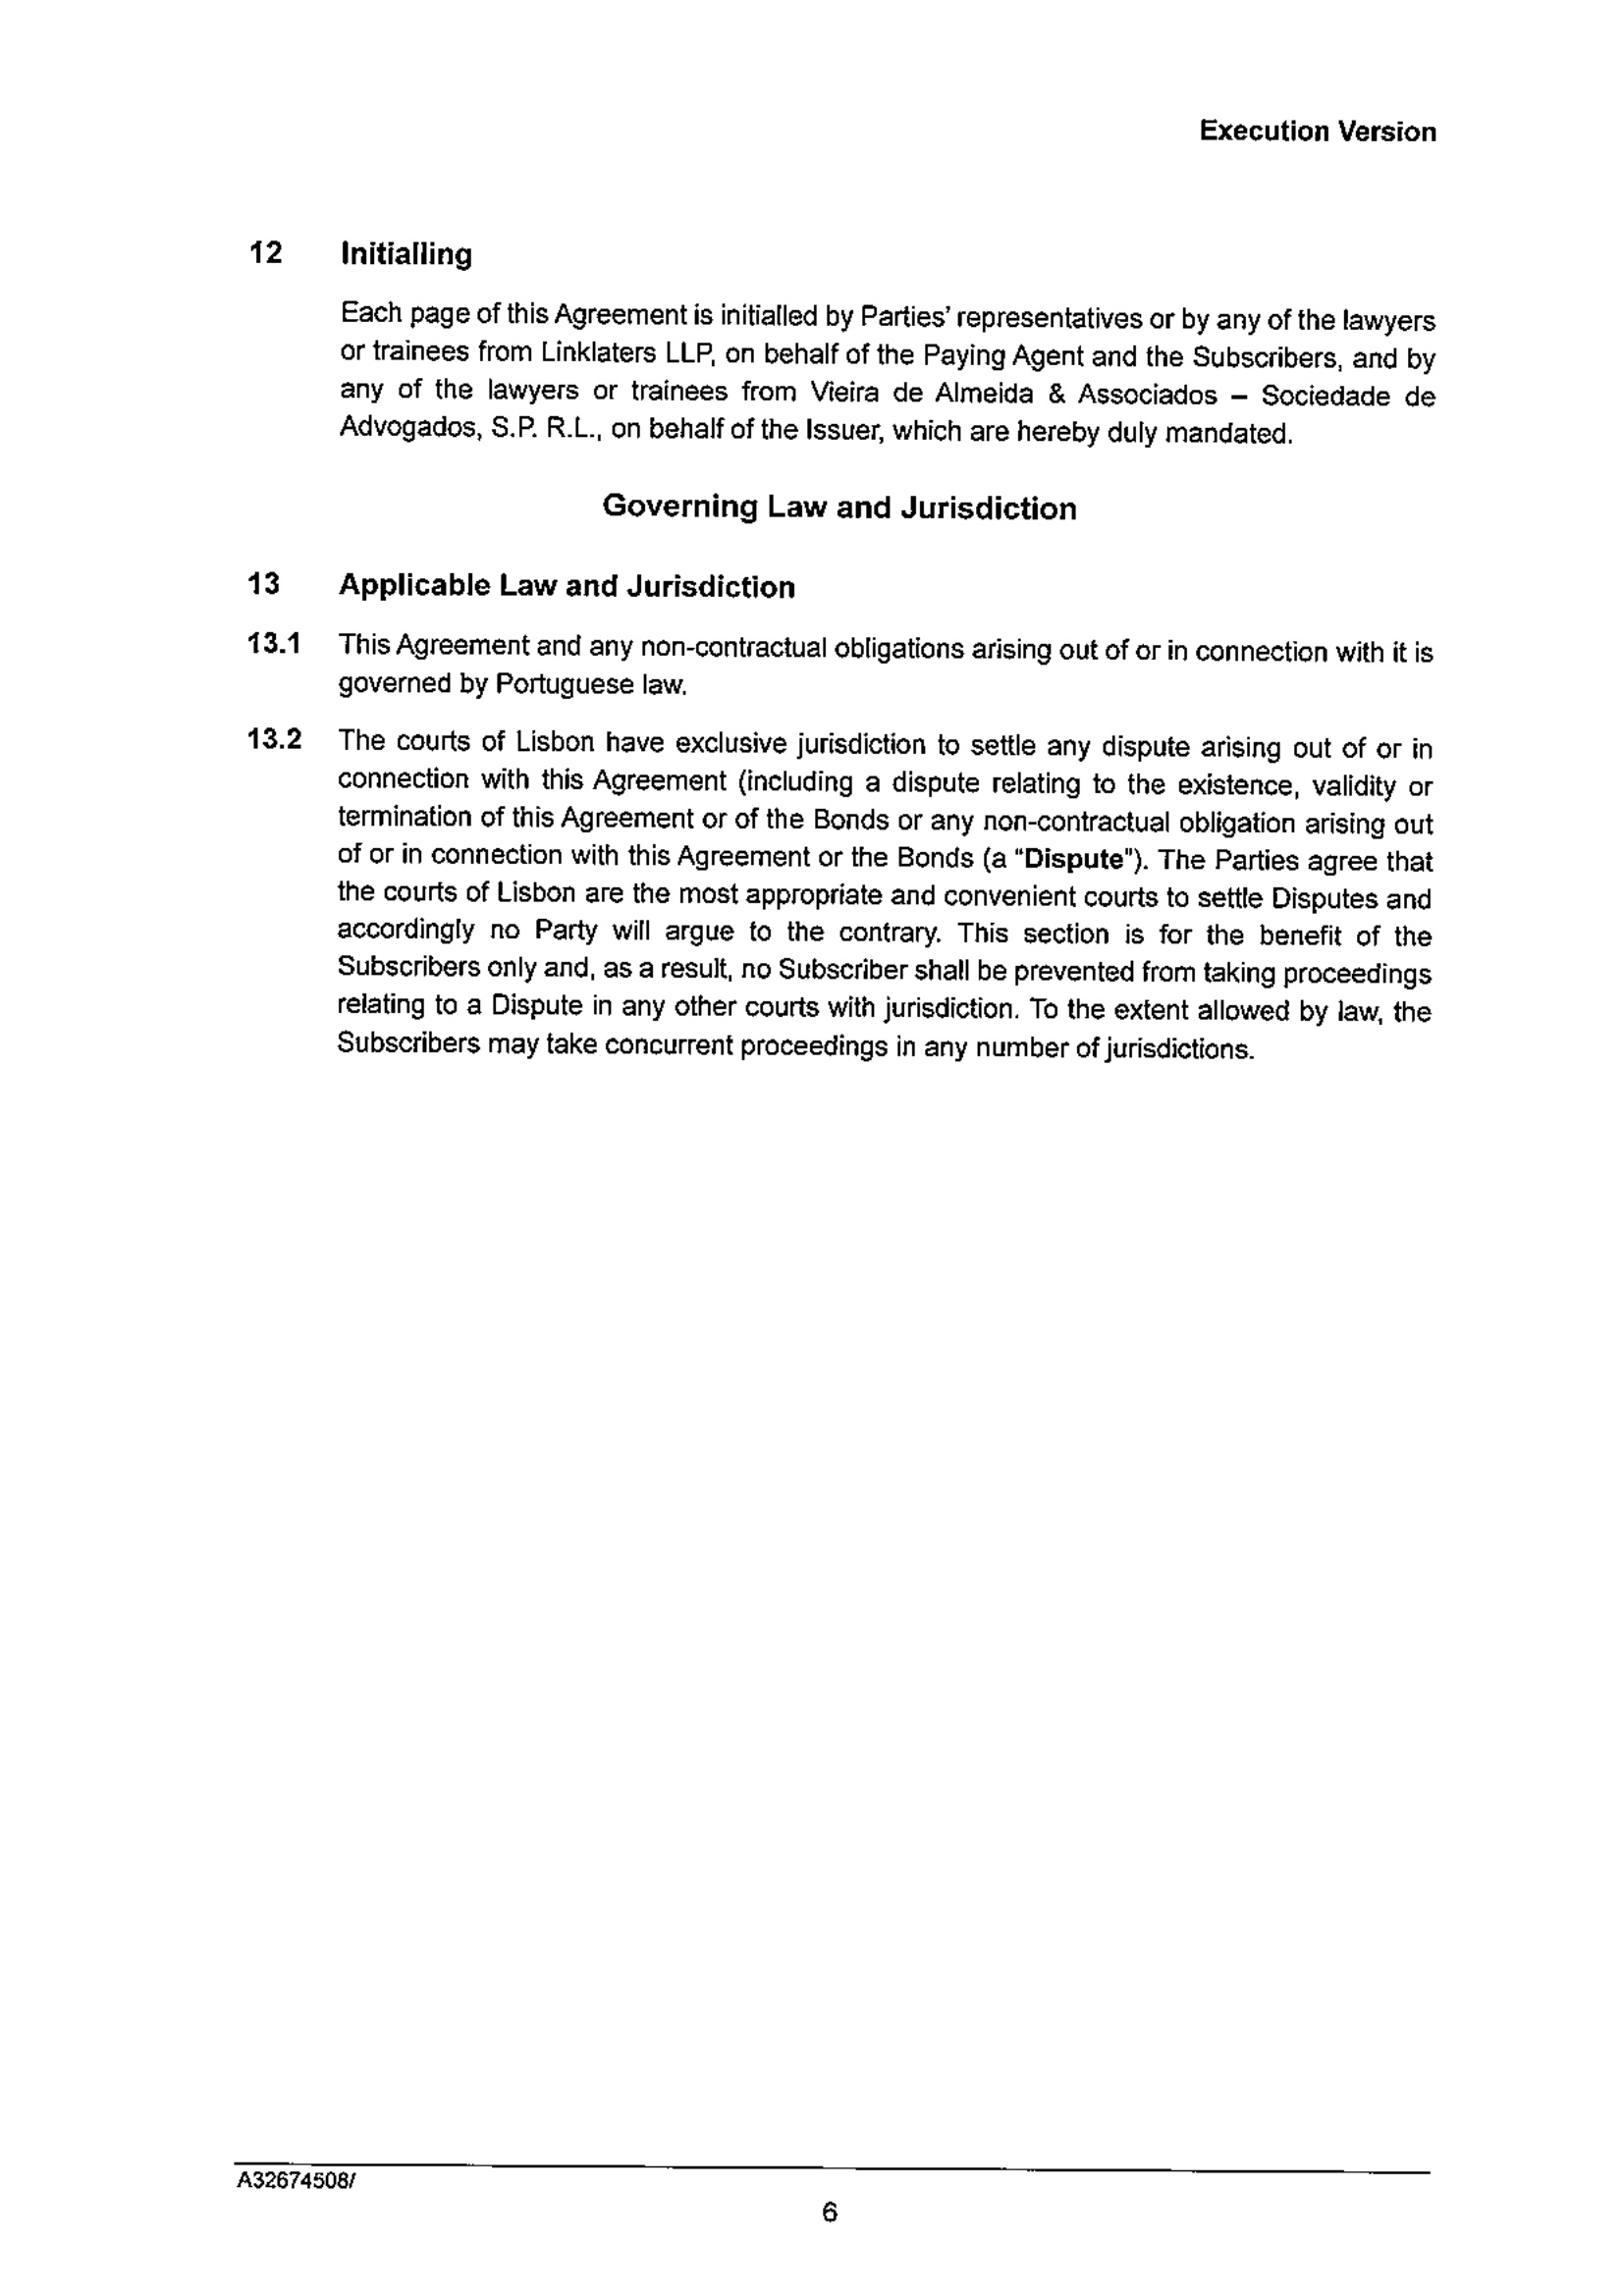 Execution Version
12 Initialling
Each page of this Agreement is initialled by Parties' representatives or by any of the lawyers
or trainees from Linklaters LLP, on behalf of the Paying Agent and the Subscribers, and by
any of the lawyers or trainees from Vieira de Almeida & Associados – Sociedade de
Advogados, S.P. R.L., on behalf of the Issuer, which are hereby duly mandated.
Governing Law and Jurisdiction
13 Applicable Law and Jurisdiction
13.1 This Agreement and any non-contractual obligations arising out of or in connection with it is
governed by Portuguese law.
13.2 The courts of Lisbon have exclusive jurisdiction to settle any dispute arising out of or in
connection with this Agreement (including a dispute relating to the existence, validity or
termination of this Agreement or of the Bonds or any non-contractual obligation arising out
of or in connection with this Agreement or the Bonds (a "Dispute"). The Parties agree that
the courts of Lisbon are the most appropriate and convenient courts to settle Disputes and
accordingly no Party will argue to the contrary. This section is for the benefit of the
Subscribers only and, as a result, no Subscriber shall be prevented from taking proceedings
relating to a Dispute in any other courts with jurisdiction. To the extent allowed by law, the
Subscribers may take concurrent proceedings in any number of jurisdictions.
A32674508/
6